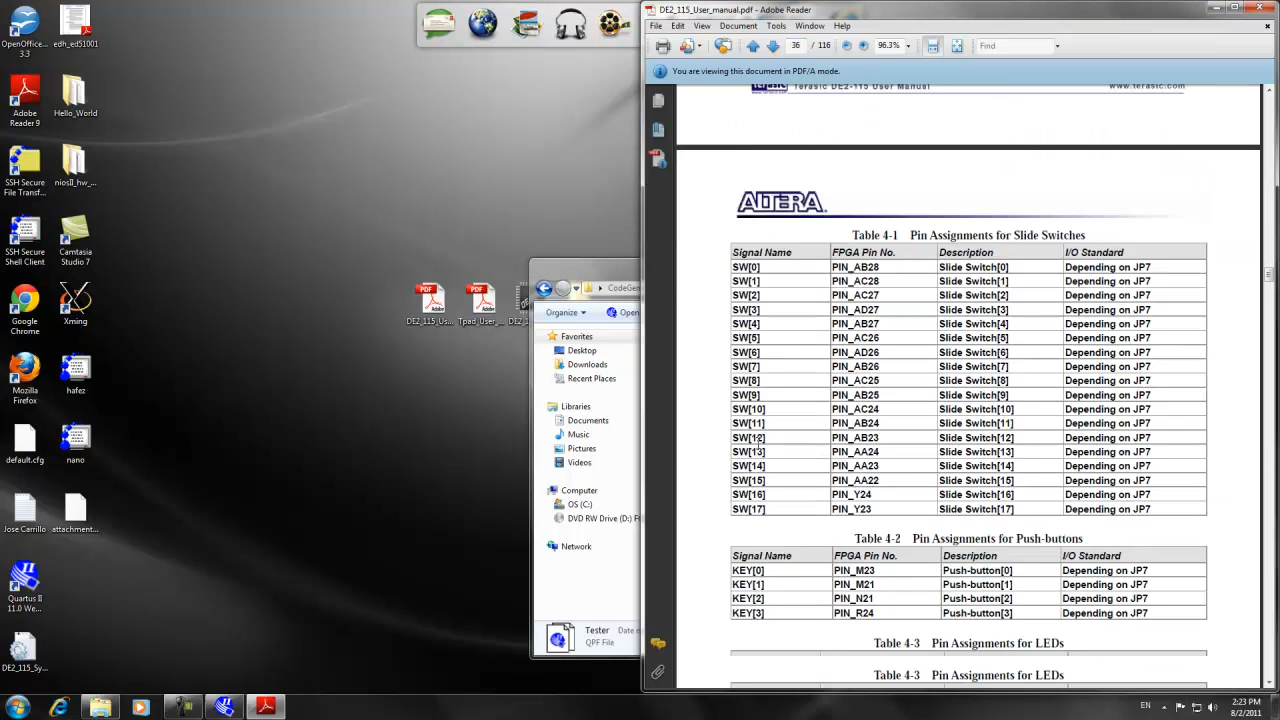 OpenOffice....
33
edh_ed51001
Adobe
Reader 9
Hello_World
SSH Secure
File Transf...
niosII_hw_...
SSH Secure
Shell Client
Camtasia
Studio 7
Google
Chrome
Xming
Mozilla
Firefox
hafez
default.cfg
nano
Jose Carrillo
attachment...
Quartus II
11.0 We...
DE2_115_Sy...
DE2_115_Us...
Tpad_User_...
DE2_1
CodeGen
Organize
Open
Favorites
Desktop
Downloads
Recent Places
Libraries
Documents
Music
Pictures
Videos
Computer
OS (C:)
DVD RW Drive (D:) F
Network
Tester
Date m
QPF File
DE2_115_User_manual.pdf - Adobe Reader
File Edit View Document Tools Window Help
36 / 116 96.3% Find
You are viewing this document in PDF/A mode.
Terasic DE2-115 User Manual www.terasic.com
ALTERA
Table 4-1 Pin Assignments for Slide Switches
Signal Name FPGA Pin No. Description I/O Standard
SW[0] PIN_AB28 Slide Switch[0] Depending on JP7
SW[1] PIN_AC28 Slide Switch[1] Depending on JP7
SW[2] PIN_AC27 Slide Switch[2] Depending on JP7
SW[3] PIN_AD27 Slide Switch[3] Depending on JP7
SW[4] PIN_AB27 Slide Switch[4] Depending on JP7
SW[5] PIN_AC26 Slide Switch[5] Depending on JP7
SW[6] PIN_AD26 Slide Switch[6] Depending on JP7
SW[7] PIN_AB26 Slide Switch[7] Depending on JP7
SW[8] PIN_AC25 Slide Switch[8] Depending on JP7
SW[9] PIN_AB25 Slide Switch[9] Depending on JP7
SW[10] PIN_AC24 Slide Switch[10] Depending on JP7
SW[11] PIN_AB24 Slide Switch[11] Depending on JP7
SW[12] PIN_AB23 Slide Switch[12] Depending on JP7
SW[13] PIN_AA24 Slide Switch[13] Depending on JP7
SW[14] PIN_AA23 Slide Switch[14] Depending on JP7
SW[15] PIN_AA22 Slide Switch[15] Depending on JP7
SW[16] PIN_Y24 Slide Switch[16] Depending on JP7
SW[17] PIN_Y23 Slide Switch[17] Depending on JP7
Table 4-2 Pin Assignments for Push-buttons
Signal Name FPGA Pin No. Description I/O Standard
KEY[0] PIN_M23 Push-button[0] Depending on JP7
KEY[1] PIN_M21 Push-button[1] Depending on JP7
KEY[2] PIN_N21 Push-button[2] Depending on JP7
KEY[3] PIN_R24 Push-button[3] Depending on JP7
Table 4-3 Pin Assignments for LEDs
Table 4-3 Pin Assignments for LEDs
EN
2:23 PM
8/2/2011